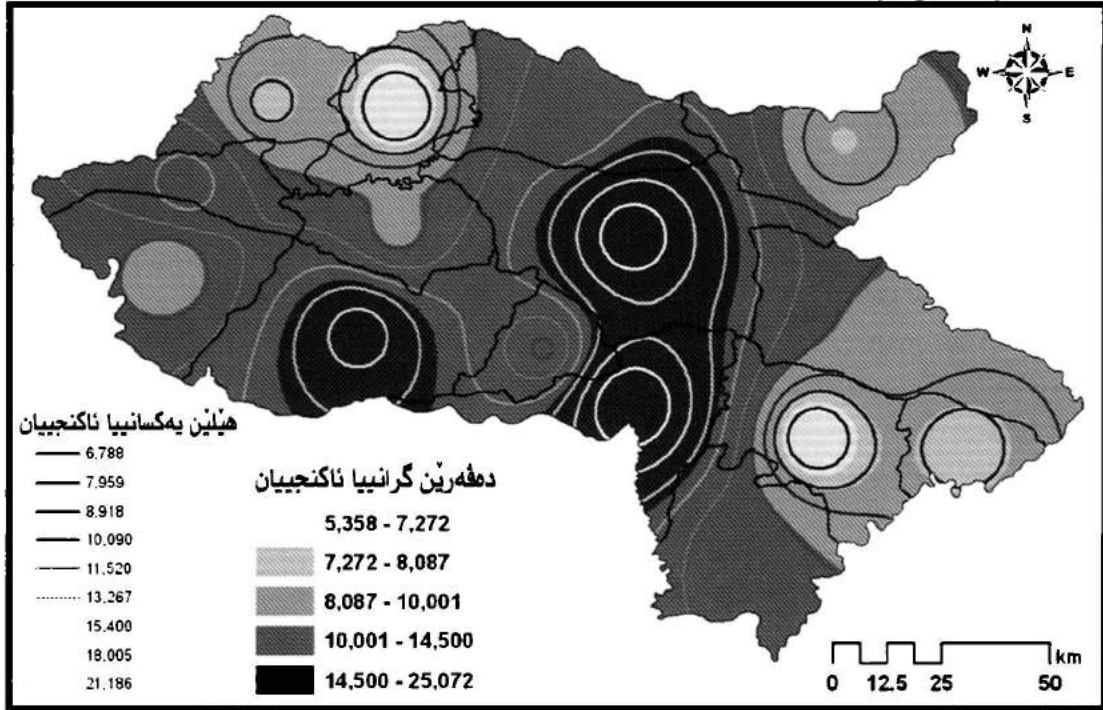 N
W E
S
هێلێن یەکسانییا ئاکنجییان
6,788
7,959
8,918
10,090
11,520
13,267
15,400
18,005
21,186
دەڤەرێن گرانییا ئاکنجییان
5,358 - 7,272
7,272 - 8,087
8,087 - 10,001
10,001 - 14,500
14,500 - 25,072
km
0 12.5 25 50